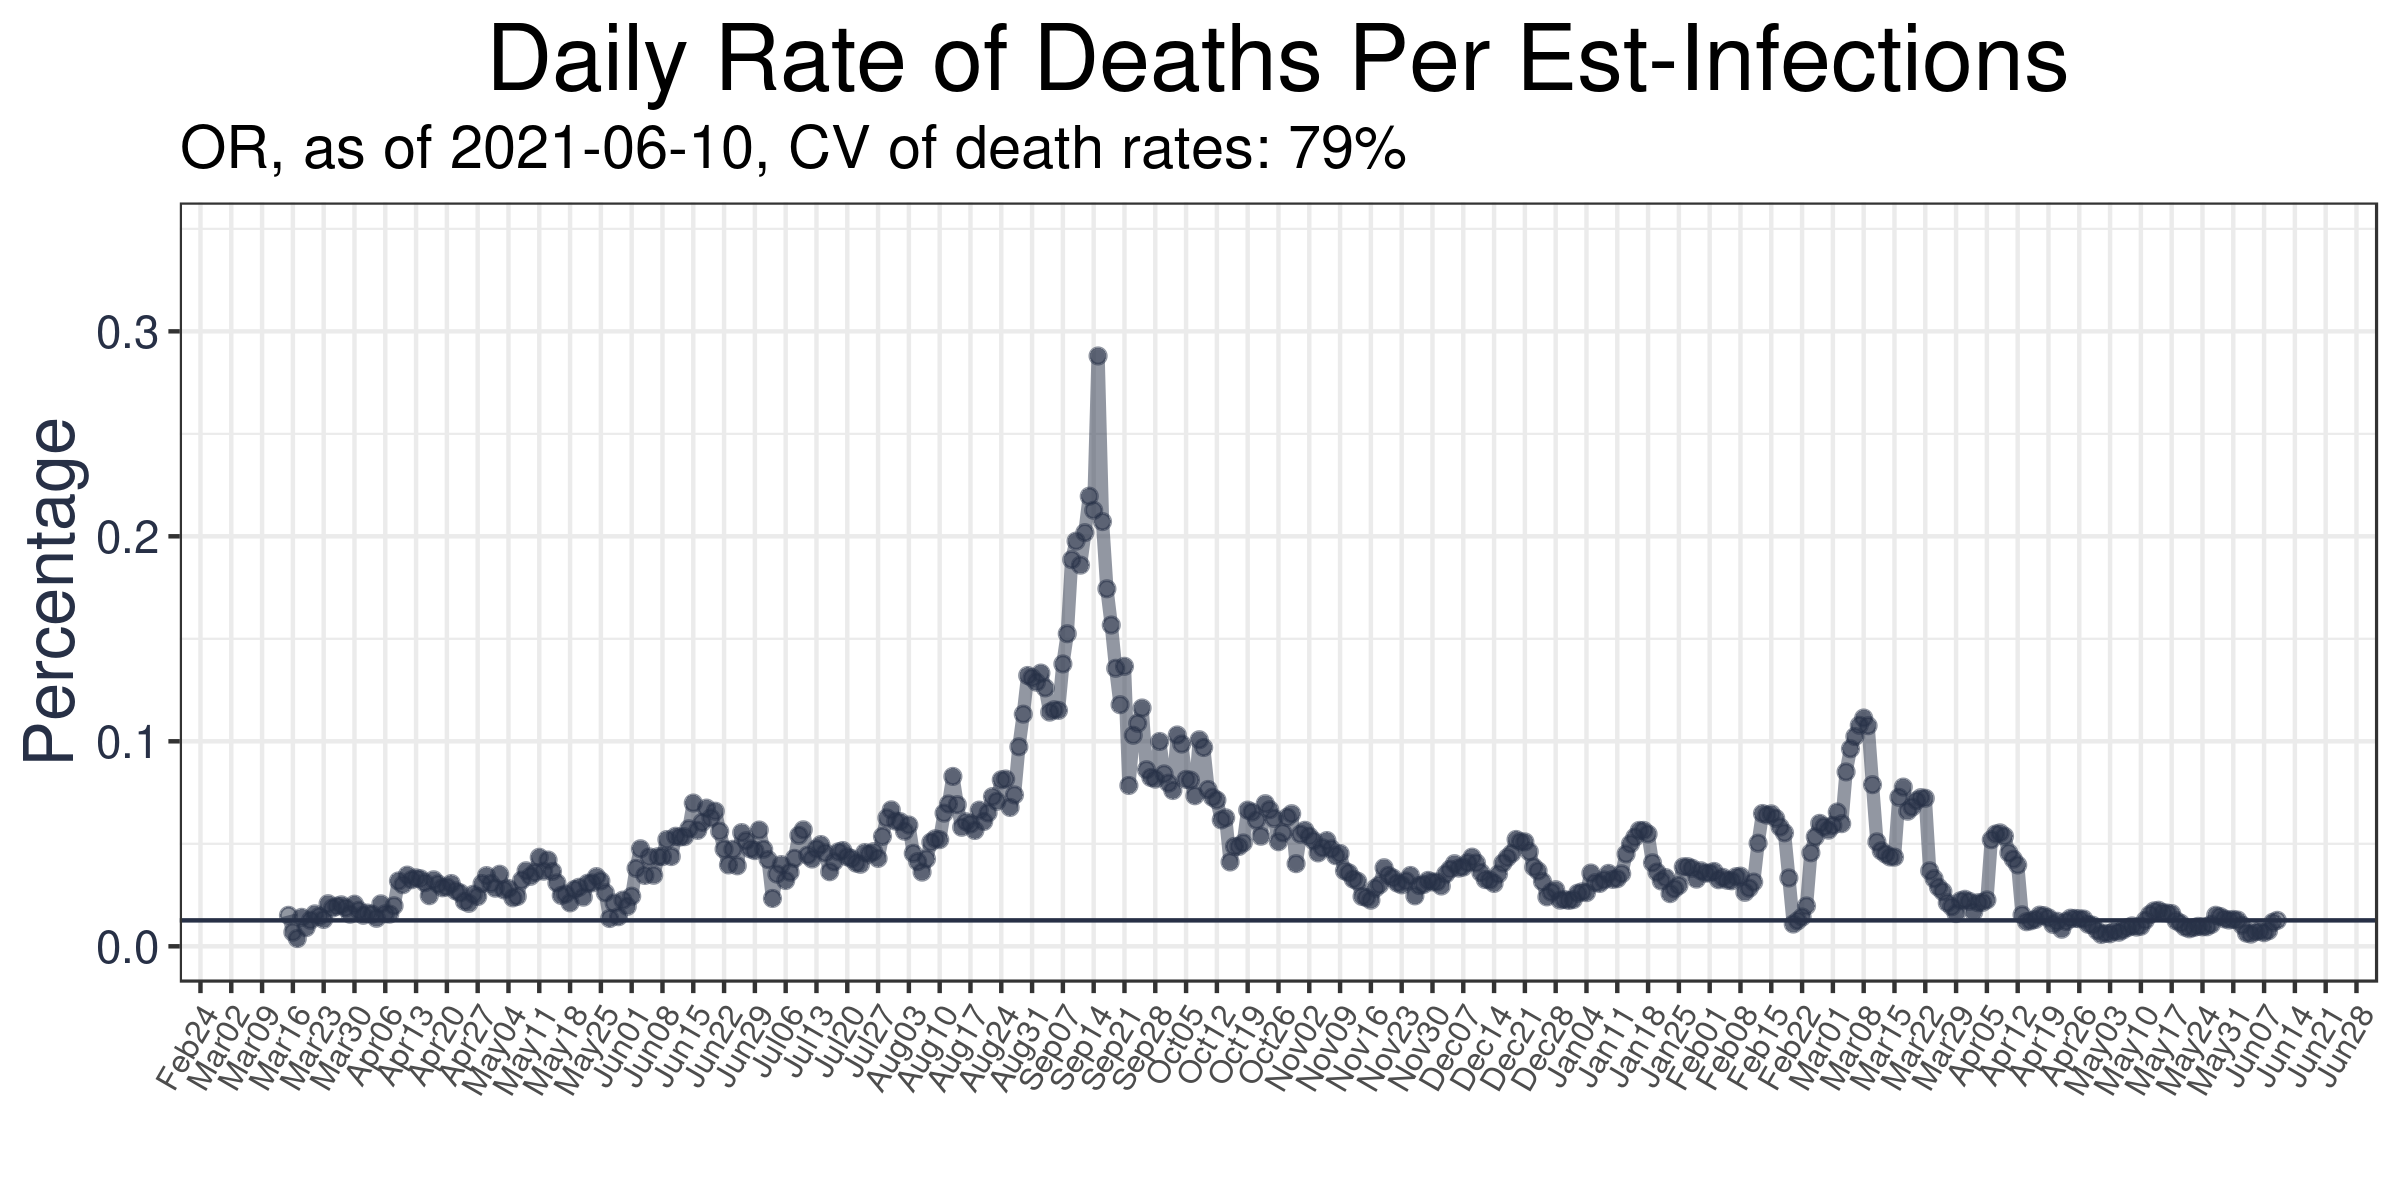 Daily Rate of Deaths Per Est-Infections
OR, as of 2021-06-10, CV of death rates: 79%
Percentage
0.3
0.2
0.1
0.0
Feb24
Mar02
Mar09
Mar16
Mar23
Mar30
Apr06
Apr13
Apr20
Apr27
May04
May11
May18
May25
Jun01
Jun08
Jun15
Jun22
Jun29
Jul06
Jul13
Jul20
Jul27
Aug03
Aug10
Aug17
Aug24
Aug31
Sep07
Sep14
Sep21
Sep28
Oct05
Oct12
Oct19
Oct26
Nov02
Nov09
Nov16
Nov23
Nov30
Dec07
Dec14
Dec21
Dec28
Jan04
Jan11
Jan18
Jan25
Feb01
Feb08
Feb15
Feb22
Mar01
Mar08
Mar15
Mar22
Mar29
Apr05
Apr12
Apr19
Apr26
May03
May10
May17
May24
May31
Jun07
Jun14
Jun21
Jun28